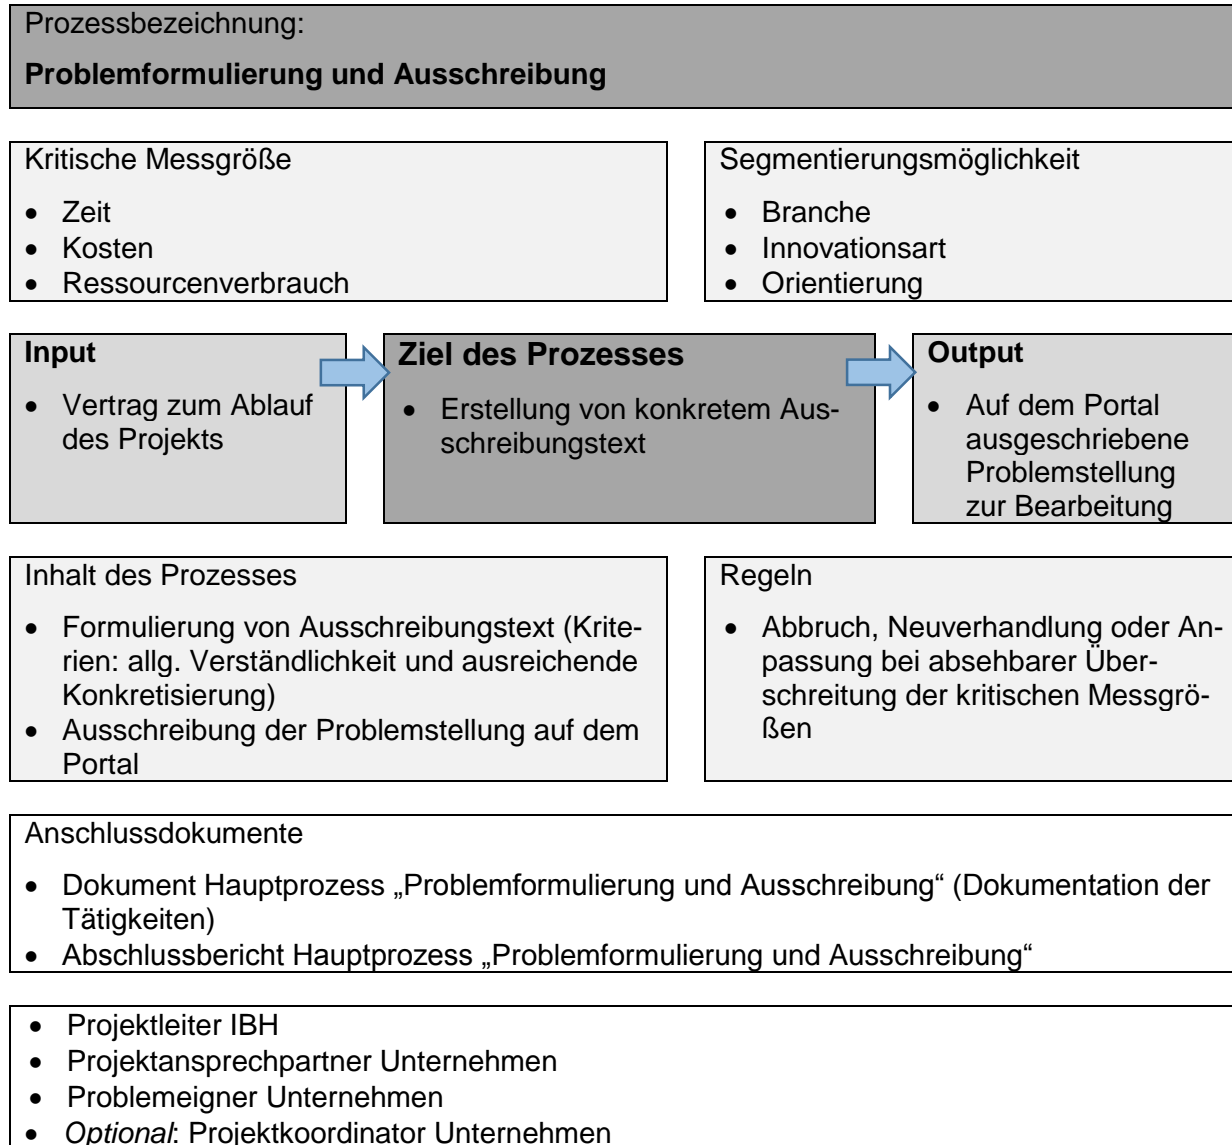 Prozessbezeichnung:
Problemformulierung und Ausschreibung
Kritische Messgröße
• Zeit
• Kosten
• Ressourcenverbrauch
Segmentierungsmöglichkeit
• Branche
• Innovationsart
• Orientierung
Input
• Vertrag zum Ablauf
des Projekts
Ziel des Prozesses
• Erstellung von konkretem Aus-
schreibungstext
Output
• Auf dem Portal
ausgeschriebene
Problemstellung
zur Bearbeitung
Inhalt des Prozesses
• Formulierung von Ausschreibungstext (Krite-
rien: allg. Verständlichkeit und ausreichende
Konkretisierung)
• Ausschreibung der Problemstellung auf dem
Portal
Regeln
• Abbruch, Neuverhandlung oder An-
passung bei absehbarer Über-
schreitung der kritischen Messgrö-
ßen
Anschlussdokumente
• Dokument Hauptprozess „Problemformulierung und Ausschreibung“ (Dokumentation der
Tätigkeiten)
• Abschlussbericht Hauptprozess „Problemformulierung und Ausschreibung“
• Projektleiter IBH
• Projektansprechpartner Unternehmen
• Problemeigner Unternehmen
• Optional: Projektkoordinator Unternehmen